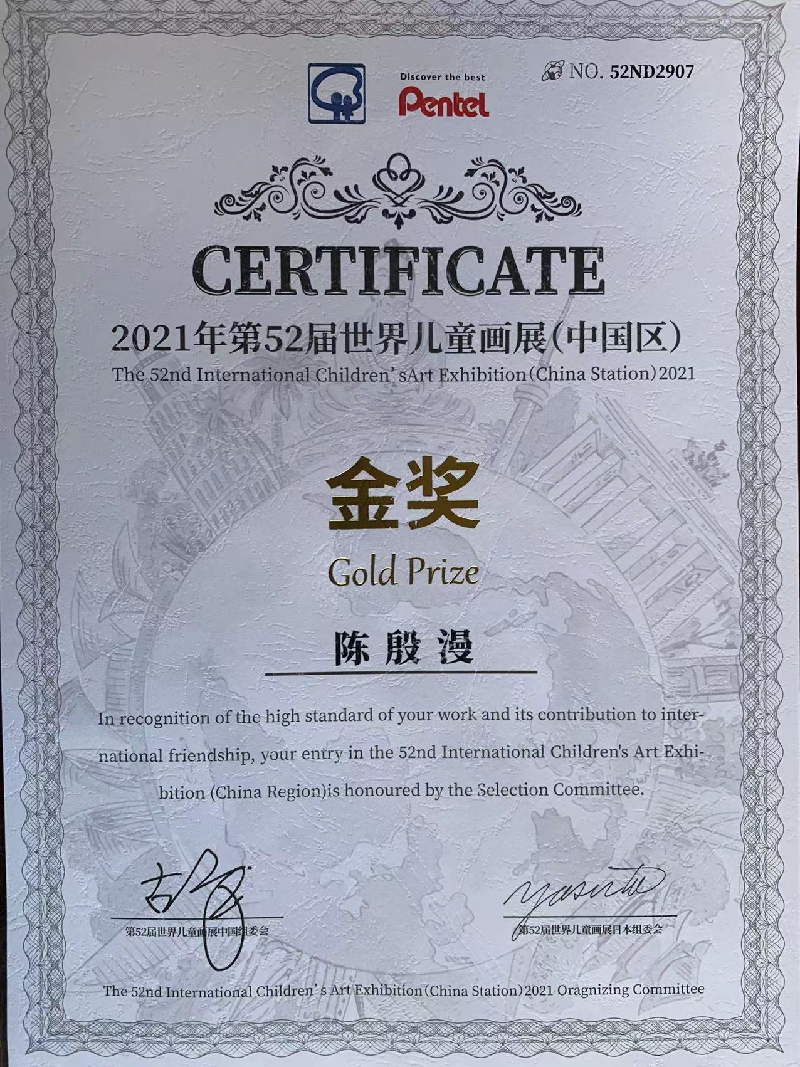 Discover the best
Pentel
NO. 52ND2907
CERTIFICATE
2021年第52届世界儿童画展(中国区)
The 52nd International Children'sArt Exhibition(China Station)2021
金奖
Gold Prize
陈殷漫
In recognition of the high standard of your work and its contribution to inter-
national friendship, your entry in the 52nd International Children's Art Exhi-
bition (China Region)is honoured by the Selection Committee.
第52届世界儿童画展中国组委会
第52届世界儿童画展日本组委会
The 52nd International Children's Art Exhibition(China Station)2021 Oragnizing Committee